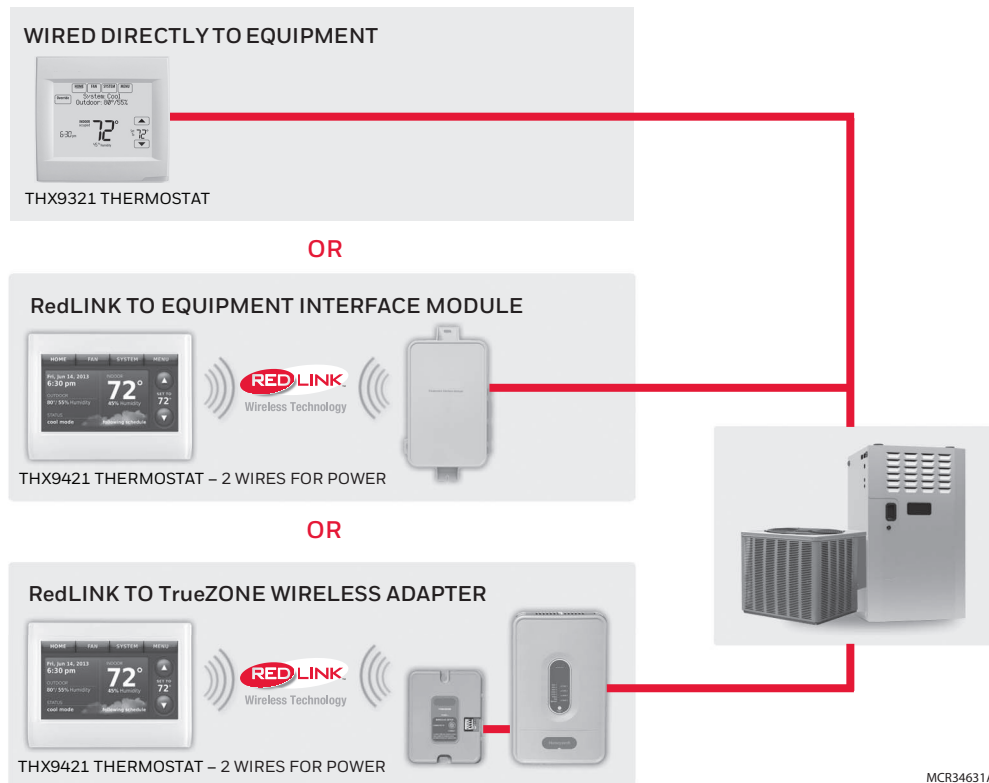 WIRED DIRECTLY TO EQUIPMENT
HOME FAN SYSTEM MENU
System: Cool
Outdoor: 80°/55%
6:30 pm
72°
72°
THX9321 THERMOSTAT
OR
RedLINK TO EQUIPMENT INTERFACE MODULE
HOME FAN SYSTEM MENU
Fri, Jun 14, 2013
6:30 pm
INDOOR
72°
45% Humidity
OUTDOOR
80°/ 55% Humidity
SET TO
72°
STATUS
cool mode
Following schedule
REDLINK
Wireless Technology
THX9421 THERMOSTAT – 2 WIRES FOR POWER
OR
RedLINK TO TrueZONE WIRELESS ADAPTER
HOME FAN SYSTEM MENU
Fri, Jun 14, 2013
6:30 pm
INDOOR
72°
45% Humidity
OUTDOOR
80°/ 55% Humidity
SET TO
72°
STATUS
cool mode
Following schedule
REDLINK
Wireless Technology
THX9421 THERMOSTAT – 2 WIRES FOR POWER
MCR34631A